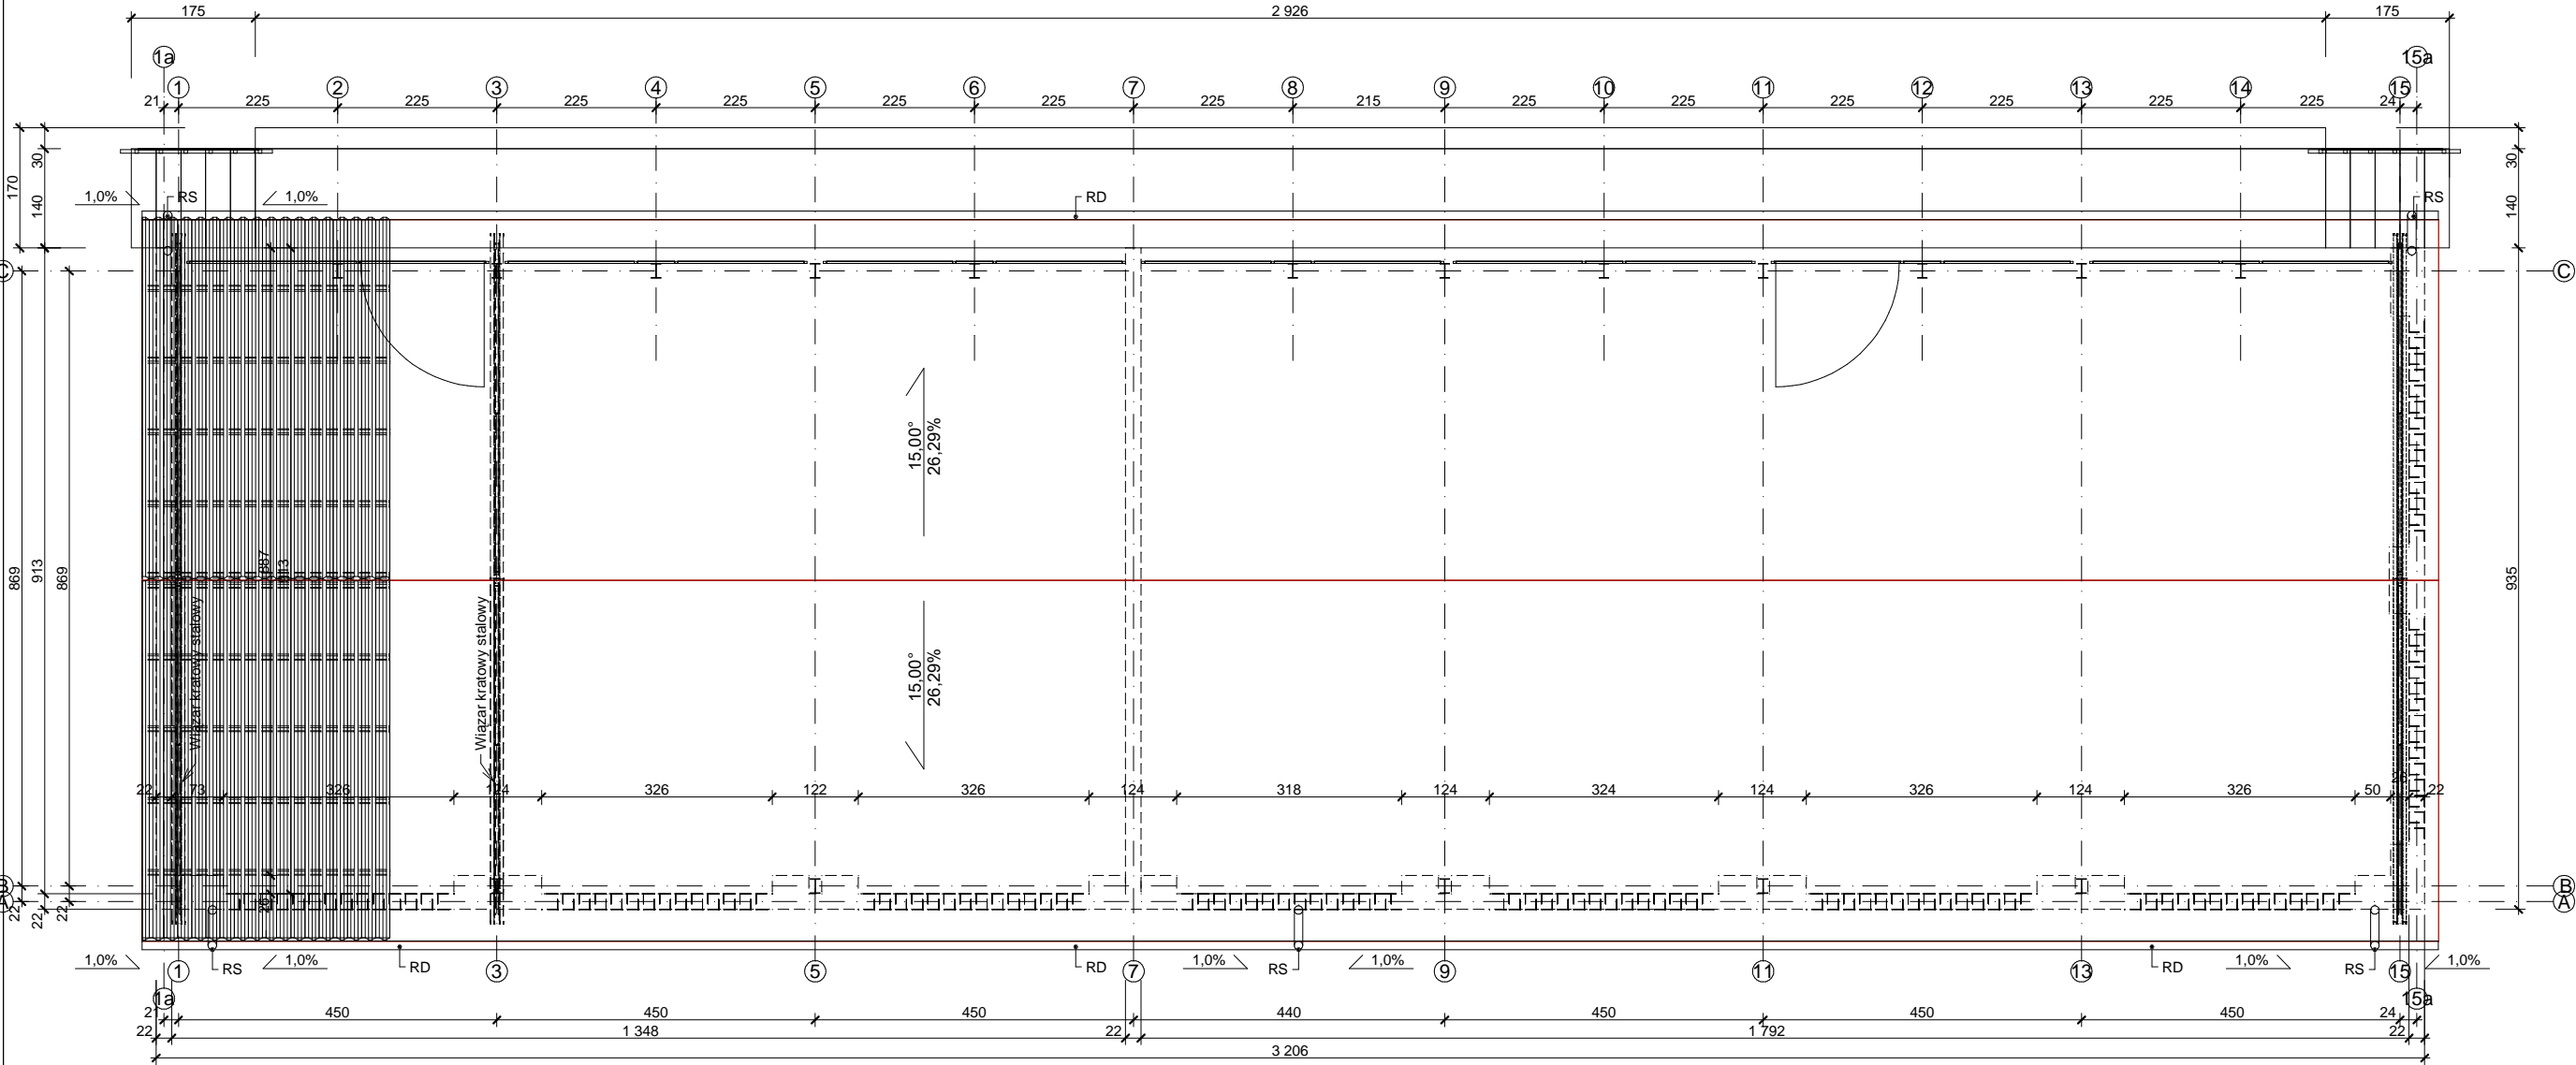 175 2 926 175
1a 15a
1 2 3 4 5 6 7 8 9 10 11 12 13 14 15
21 225 225 225 225 225 225 225 215 225 225 225 225 225 225 24
30 30
170 140 140
1,0% RS 1,0% RD RS
C C
15,00°
26,29%
869 913 869 887 913 935
Wiązar kratowy stalowy
Wiązar kratowy stalowy
15,00°
26,29%
22 73 326 124 326 122 326 124 318 124 324 124 326 124 326 50 26 22
B B
A A
22 22 22 26
1,0% RS 1,0% RD RD 1,0% RS 1,0% RD 1,0% RS 1,0%
1 3 5 7 9 11 13 15
1a 15a
21 450 450 450 440 450 450 450 24
22 1 348 22 1 792 22
3 206